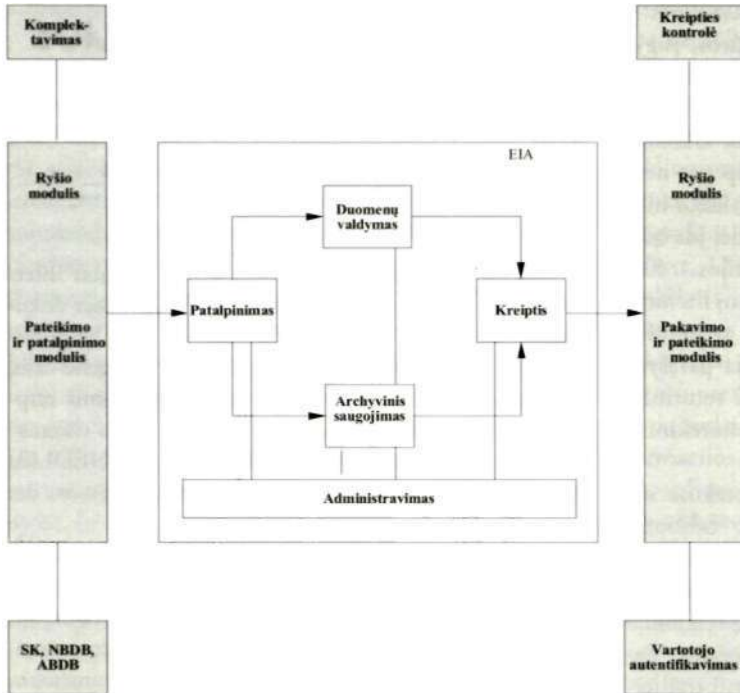 Komplek-
tavimas
Kreipties
kontrolė
EIA
Ryšio
modulis
Pateikimo
ir patalpinimo
modulis
Patalpinimas
Duomenų
valdymas
Archyvinis
saugojimas
Kreiptis
Administravimas
Ryšio
modulis
Pakavimo
ir pateikimo
modulis
SK, NBDB,
ABDB
Vartotojo
autentifikavimas